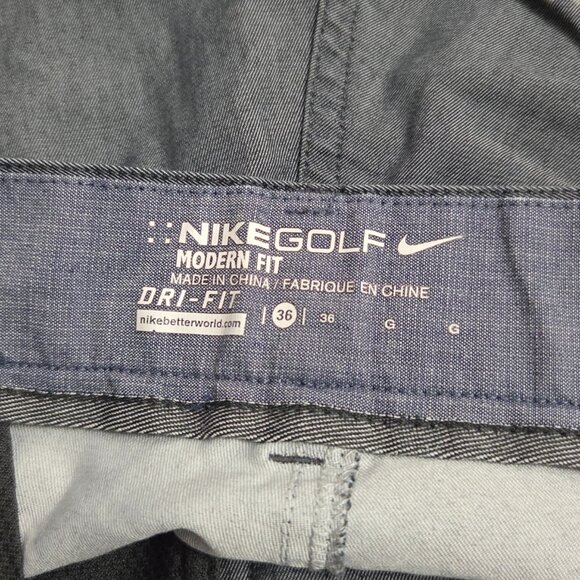 NIKEGOLF
MODERN FIT
MADE IN CHINA / FABRIQUE EN CHINE
DRI-FIT
nikebetterworld.com | 36 | 36 G G